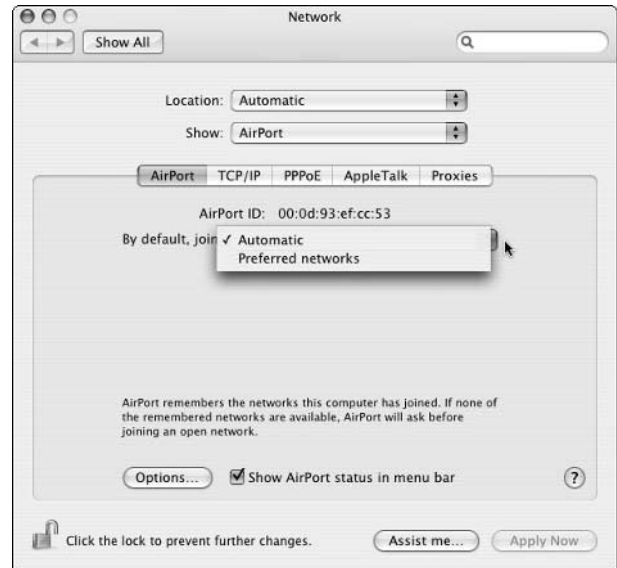 Network
Show All
Location: Automatic
Show: AirPort
AirPort TCP/IP PPPoE AppleTalk Proxies
AirPort ID: 00:0d:93:ef:cc:53
By default, join ✓ Automatic
Preferred networks
AirPort remembers the networks this computer has joined. If none of
the remembered networks are available, AirPort will ask before
joining an open network.
Options... Show AirPort status in menu bar ?
Click the lock to prevent further changes. Assist me... Apply Now